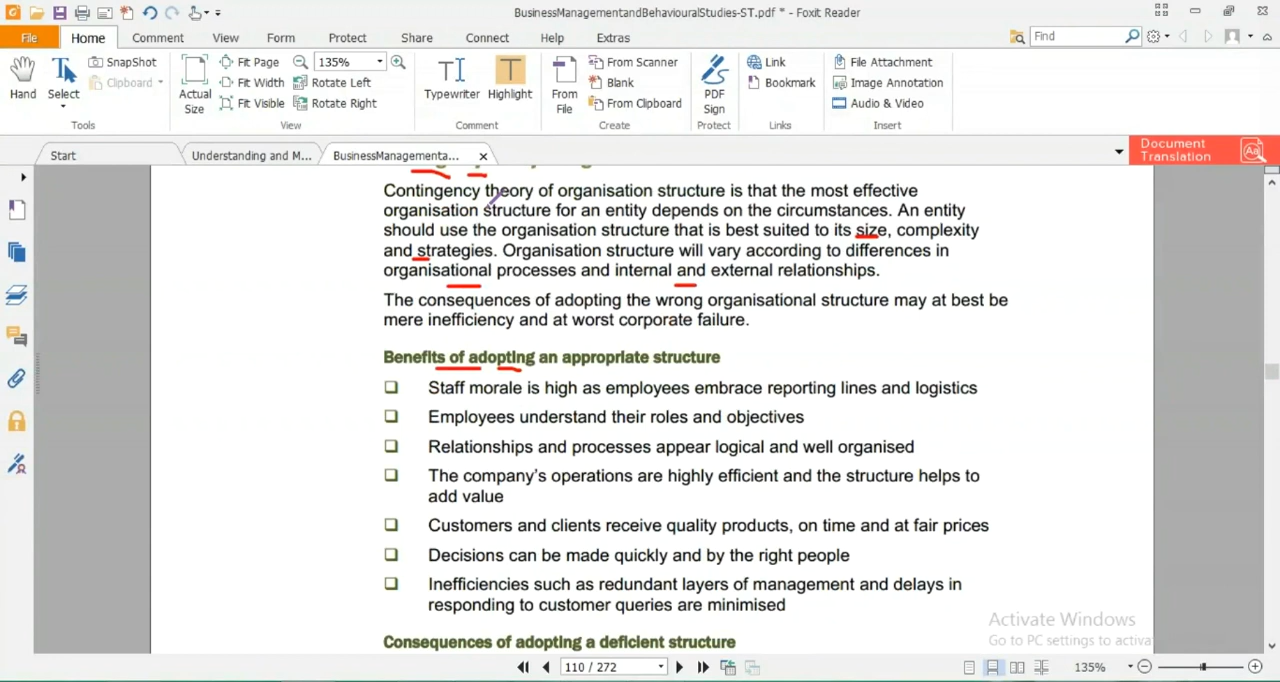 BusinessManagementandBehaviouralStudies-ST.pdf * - Foxit Reader
File Home Comment View Form Protect Share Connect Help Extras Find
SnapShot Fit Page 135% From Scanner Link File Attachment
Hand Select Clipboard Actual Size Fit Width Rotate Left Typewriter Highlight From File Blank PDF Sign Bookmark Image Annotation
Fit Visible Rotate Right From Clipboard Audio & Video
Tools View Comment Create Protect Links Insert
Start Understanding and M... BusinessManagementa... Document Translation
Contingency theory of organisation structure is that the most effective
organisation structure for an entity depends on the circumstances. An entity
should use the organisation structure that is best suited to its size, complexity
and strategies. Organisation structure will vary according to differences in
organisational processes and internal and external relationships.
The consequences of adopting the wrong organisational structure may at best be
mere inefficiency and at worst corporate failure.
Benefits of adopting an appropriate structure
Staff morale is high as employees embrace reporting lines and logistics
Employees understand their roles and objectives
Relationships and processes appear logical and well organised
The company's operations are highly efficient and the structure helps to
add value
Customers and clients receive quality products, on time and at fair prices
Decisions can be made quickly and by the right people
Inefficiencies such as redundant layers of management and delays in
responding to customer queries are minimised
Activate Windows
Go to PC settings to activa
Consequences of adopting a deficient structure
110 / 272 135%